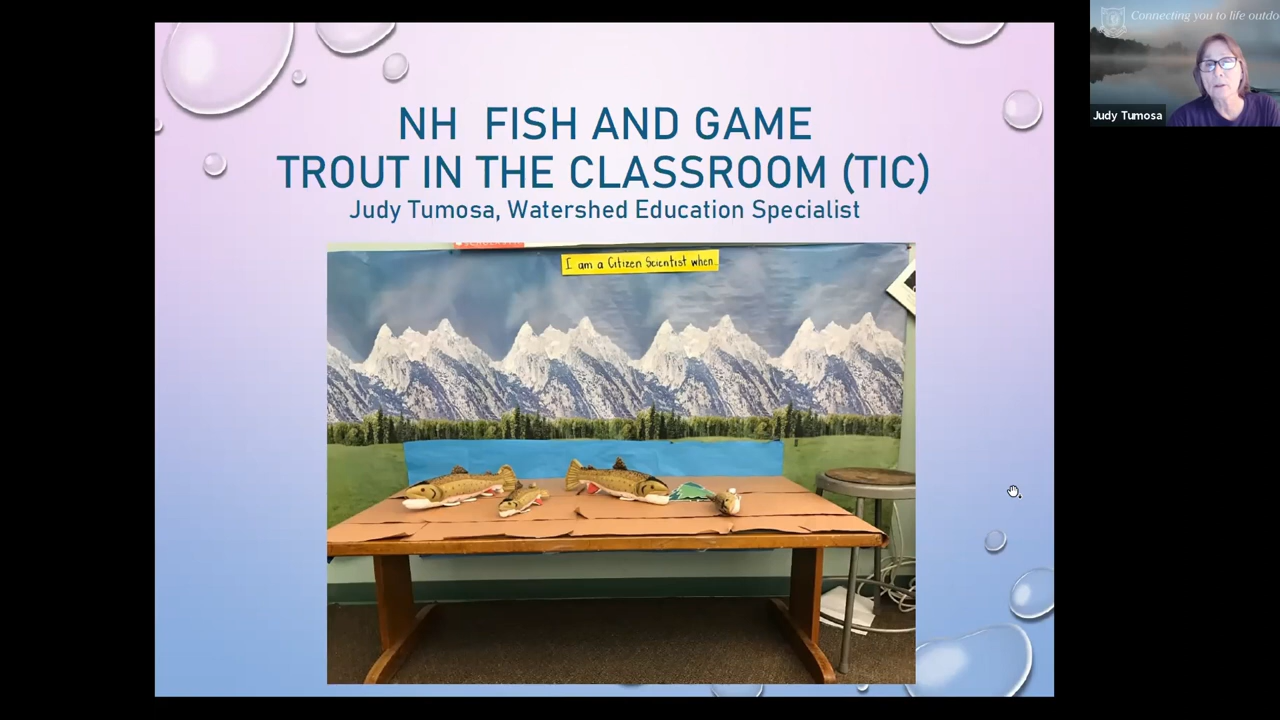 Connecting you to life outdo
Judy Tumosa
NH FISH AND GAME
TROUT IN THE CLASSROOM (TIC)
Judy Tumosa, Watershed Education Specialist
I am a Citizen Scientist when...